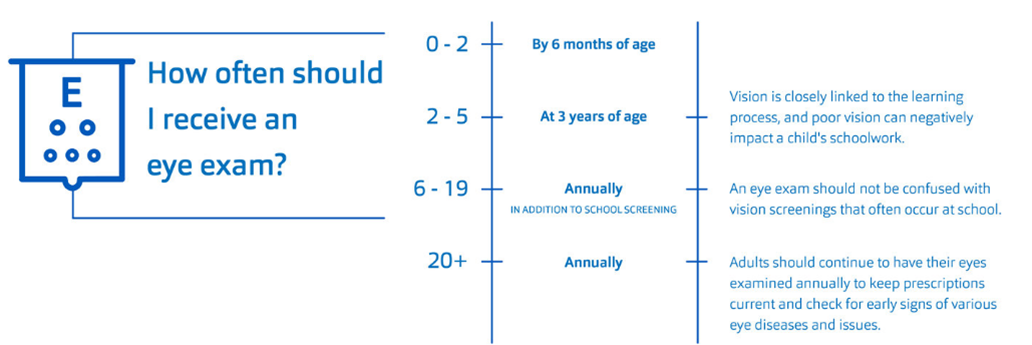 E
How often should
I receive an
eye exam?
0 - 2
By 6 months of age
2 - 5
At 3 years of age
Vision is closely linked to the learning
process, and poor vision can negatively
impact a child's schoolwork.
6 - 19
Annually
IN ADDITION TO SCHOOL SCREENING
An eye exam should not be confused with
vision screenings that often occur at school.
20+
Annually
Adults should continue to have their eyes
examined annually to keep prescriptions
current and check for early signs of various
eye diseases and issues.